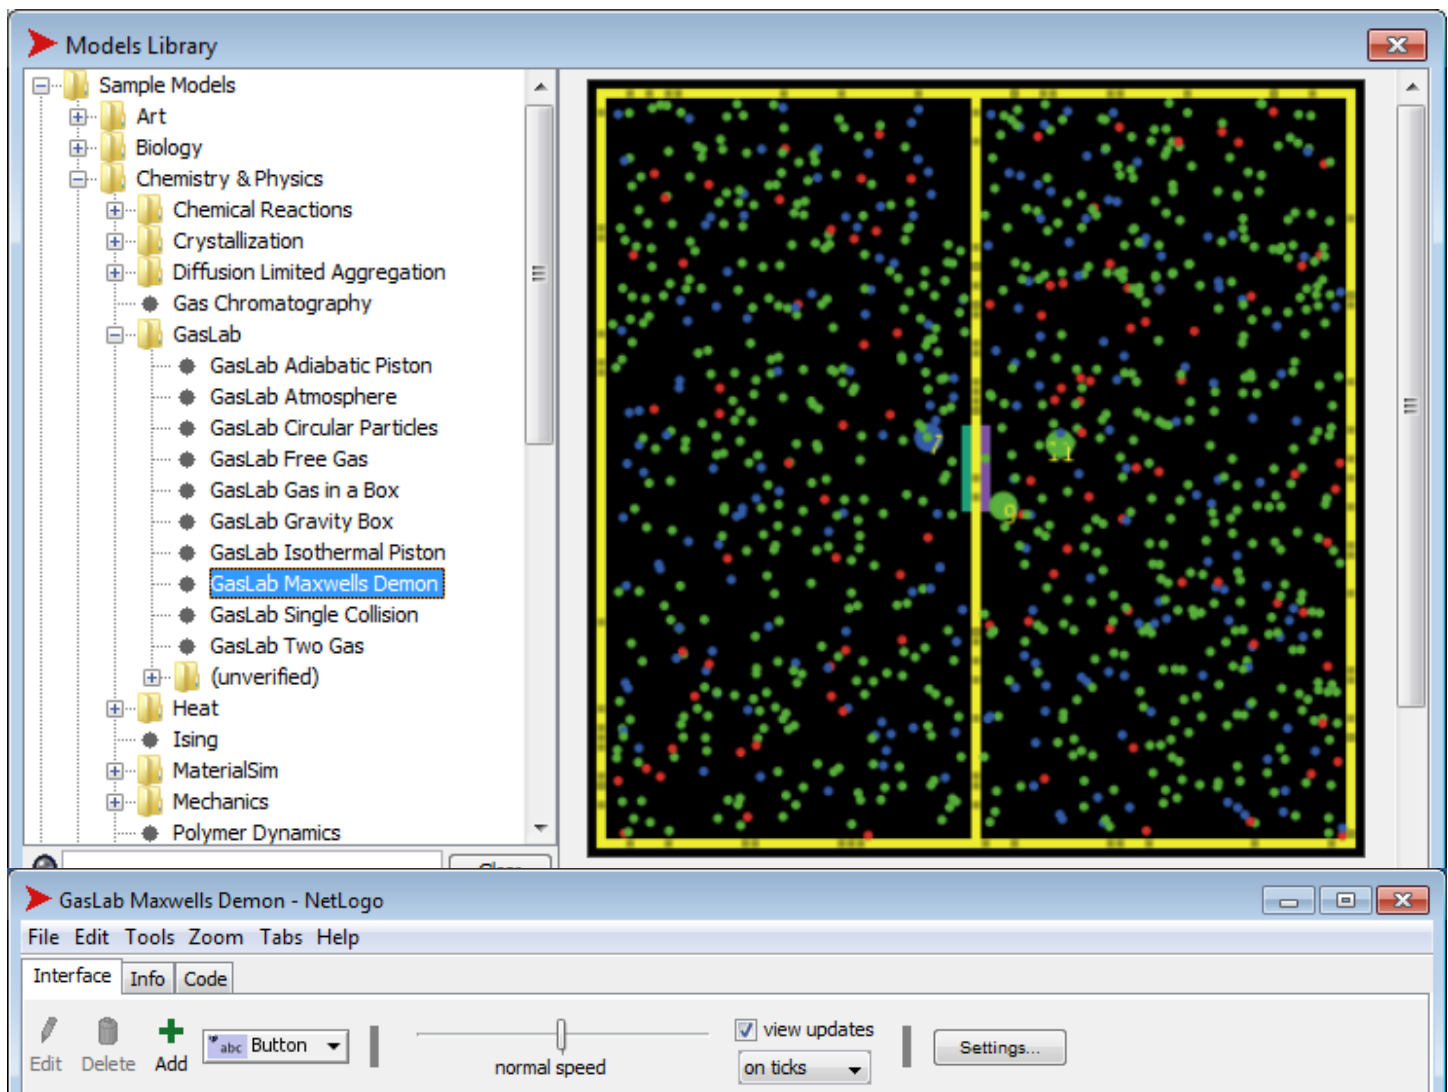 Models Library
Sample Models
Art
Biology
Chemistry & Physics
Chemical Reactions
Crystallization
Diffusion Limited Aggregation
Gas Chromatography
GasLab
GasLab Adiabatic Piston
GasLab Atmosphere
GasLab Circular Particles
GasLab Free Gas
GasLab Gas in a Box
GasLab Gravity Box
GasLab Isothermal Piston
GasLab Maxwells Demon
GasLab Single Collision
GasLab Two Gas
(unverified)
Heat
Ising
MaterialSim
Mechanics
Polymer Dynamics
7
11
9
GasLab Maxwells Demon - NetLogo
File Edit Tools Zoom Tabs Help
Interface Info Code
Edit Delete Add abc Button normal speed view updates on ticks Settings...